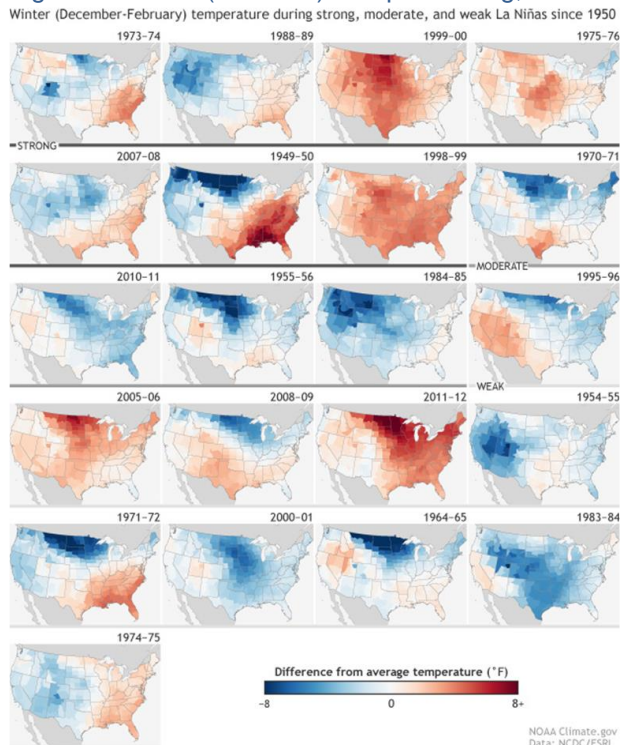 Winter (December-February) temperature during strong, moderate, and weak La Niñas since 1950
1973-74
1988-89
1999-00
1975-76
STRONG
2007-08
1949-50
1998-99
1970-71
MODERATE
2010-11
1955-56
1984-85
1995-96
WEAK
2005-06
2008-09
2011-12
1954-55
1971-72
2000-01
1964-65
1983-84
1974-75
Difference from average temperature (°F)
-8 0 8+
NOAA Climate.gov
Data: NCDC/ESRL